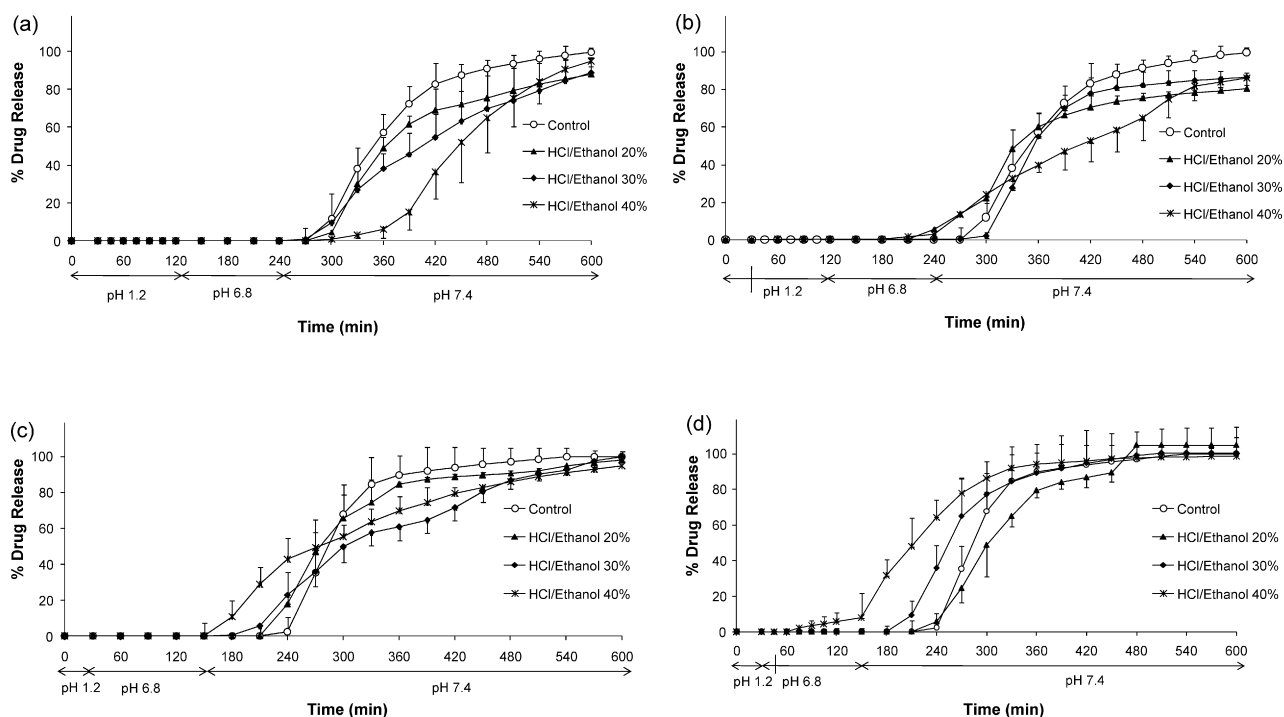 (a)
100
80
60
40
20
0
% Drug Release
Control
HCl/Ethanol 20%
HCl/Ethanol 30%
HCl/Ethanol 40%
0 60 120 180 240 300 360 420 480 540 600
pH 1.2 pH 6.8 pH 7.4
Time (min)
(b)
100
80
60
40
20
0
% Drug Release
Control
HCl/Ethanol 20%
HCl/Ethanol 30%
HCl/Ethanol 40%
0 60 120 180 240 300 360 420 480 540 600
pH 1.2 pH 6.8 pH 7.4
Time (min)
(c)
100
80
60
40
20
0
% Drug Release
Control
HCl/Ethanol 20%
HCl/Ethanol 30%
HCl/Ethanol 40%
0 60 120 180 240 300 360 420 480 540 600
pH 1.2 pH 6.8 pH 7.4
Time (min)
(d)
100
80
60
40
20
0
% Drug Release
Control
HCl/Ethanol 20%
HCl/Ethanol 30%
HCl/Ethanol 40%
0 60 120 180 240 300 360 420 480 540 600
pH 1.2 pH 6.8 pH 7.4
Time (min)